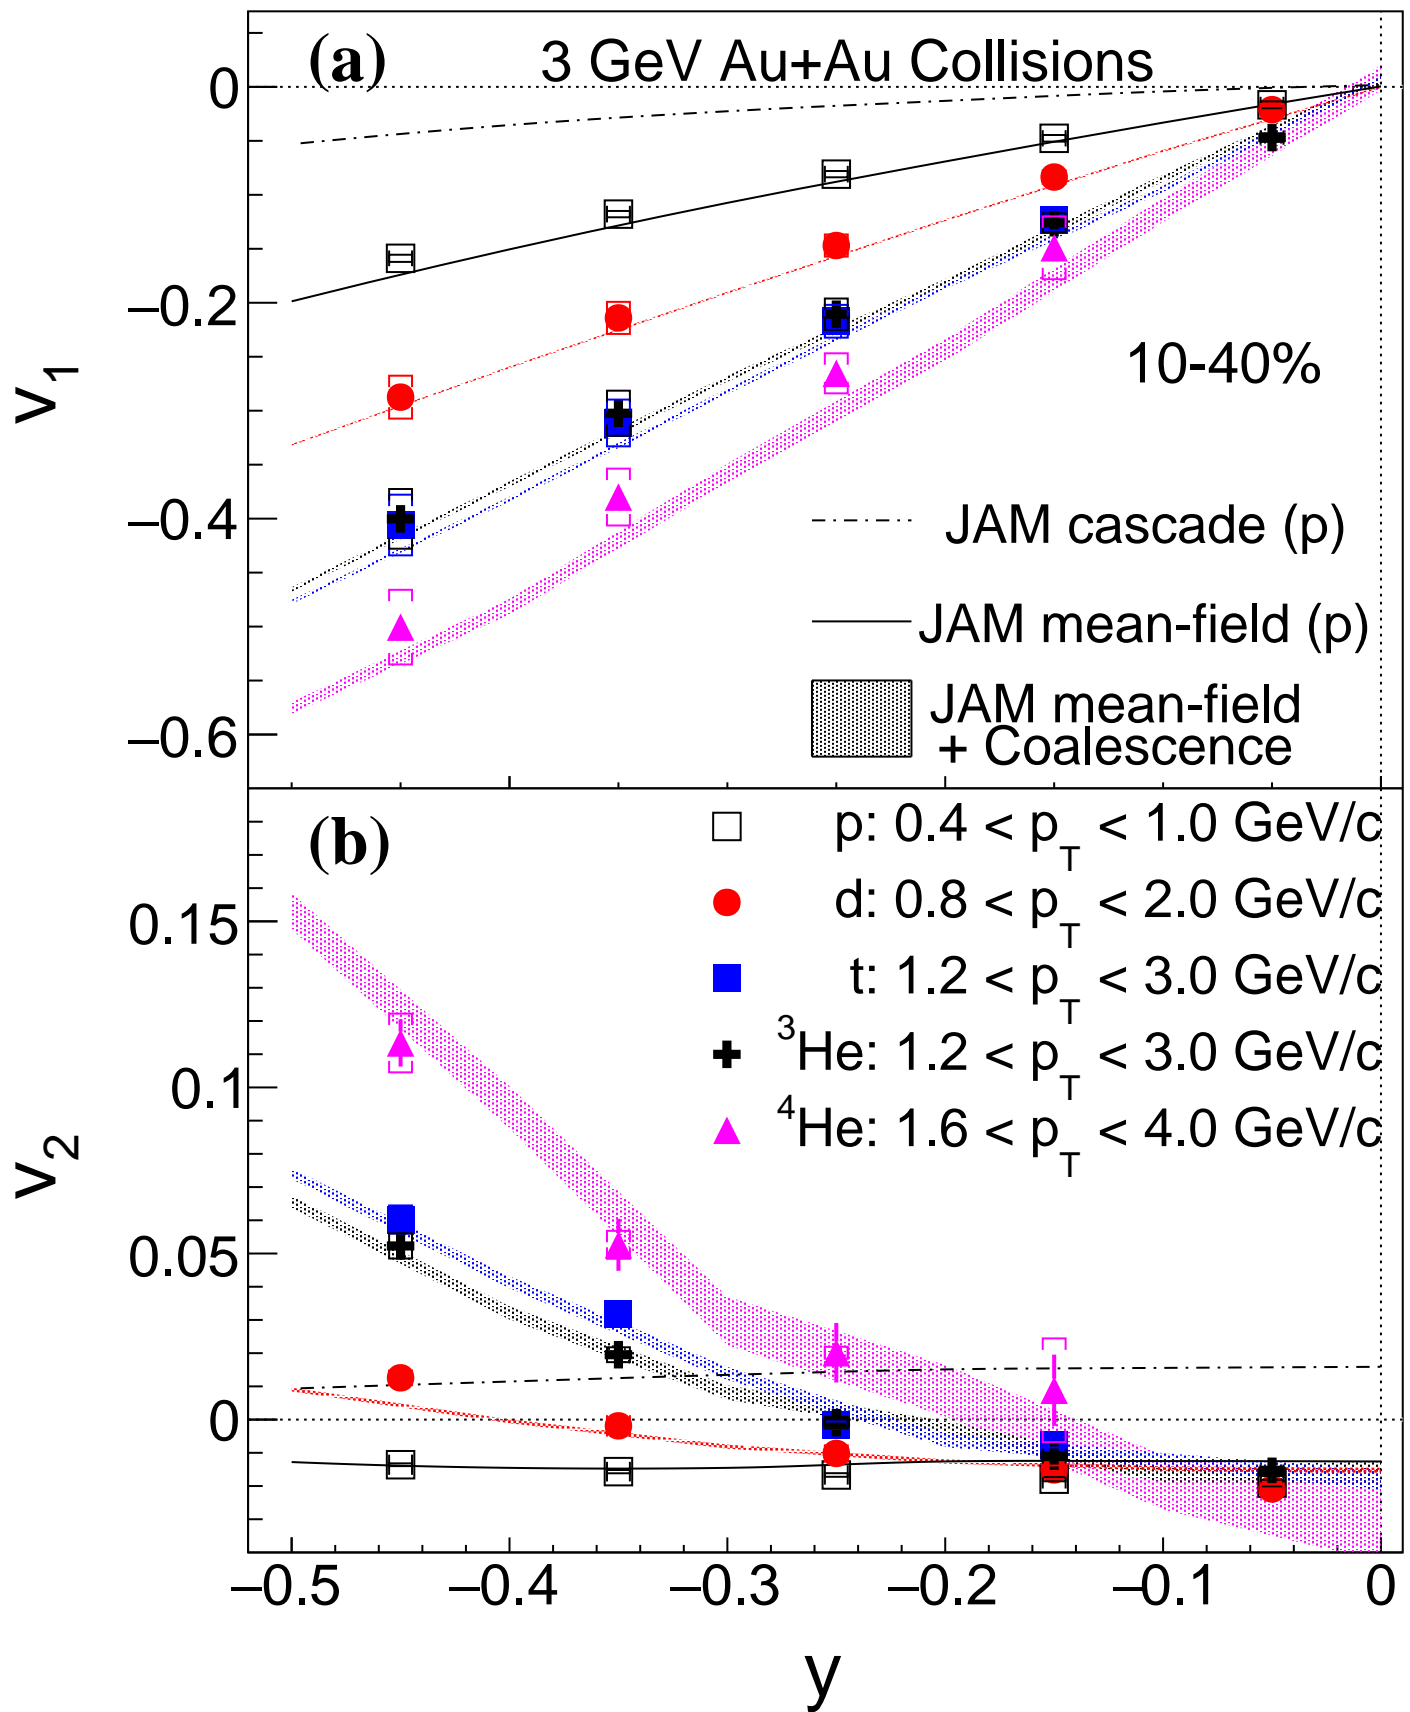 (a) 3 GeV Au+Au Collisions
0
–0.2
–0.4
–0.6
v1
10-40%
JAM cascade (p)
JAM mean-field (p)
JAM mean-field
+ Coalescence
(b)
p: 0.4 < pT < 1.0 GeV/c
d: 0.8 < pT < 2.0 GeV/c
t: 1.2 < pT < 3.0 GeV/c
3He: 1.2 < pT < 3.0 GeV/c
4He: 1.6 < pT < 4.0 GeV/c
0.15
0.1
0.05
0
v2
–0.5 –0.4 –0.3 –0.2 –0.1 0
y